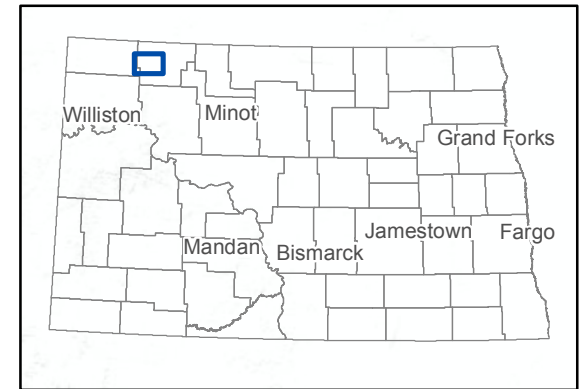 Williston
Minot
Grand Forks
Mandan
Bismarck
Jamestown
Fargo